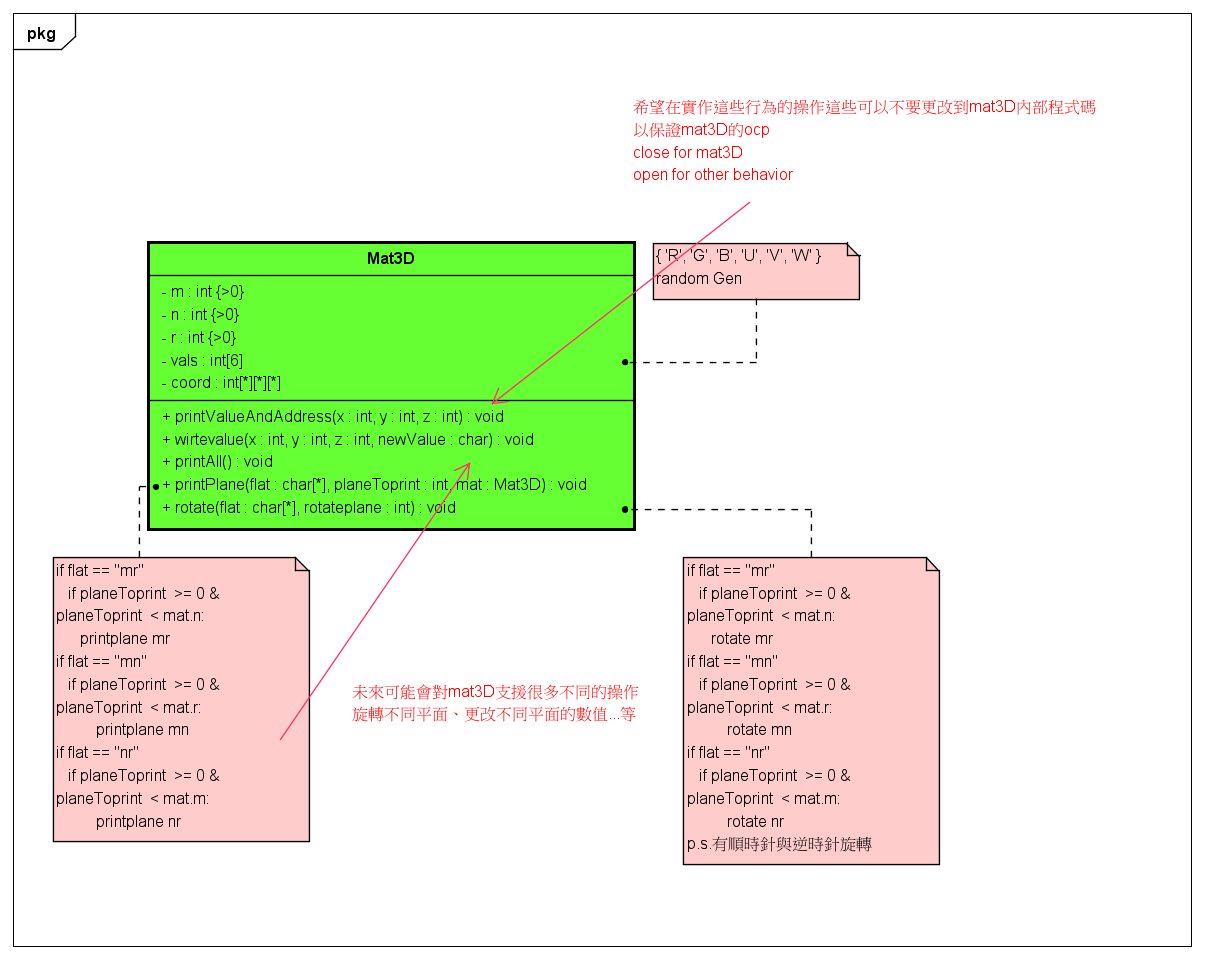 pkg
希望在實作這些行為的操作這些可以不要更改到mat3D內部程式碼
以保證mat3D的ocp
close for mat3D
open for other behavior
Mat3D
- m : int {>0}
- n : int {>0}
- r : int {>0}
- vals : int[6]
- coord : int[*][*][*]
{ 'R', 'G', 'B', 'U', 'V', 'W' }
random Gen
+ printValueAndAddress(x : int, y : int, z : int) : void
+ wirtevalue(x : int, y : int, z : int, newValue : char) : void
+ printAll() : void
+ printPlane(flat : char[*], planeToprint : int, mat : Mat3D) : void
+ rotate(flat : char[*], rotateplane : int) : void
if flat == "mr"
if planeToprint >= 0 &
planeToprint < mat.n:
printplane mr
if flat == "mn"
if planeToprint >= 0 &
planeToprint < mat.r:
printplane mn
if flat == "nr"
if planeToprint >= 0 &
planeToprint < mat.m:
printplane nr
未來可能會對mat3D支援很多不同的操作
旋轉不同平面、更改不同平面的數值...等
if flat == "mr"
if planeToprint >= 0 &
planeToprint < mat.n:
rotate mr
if flat == "mn"
if planeToprint >= 0 &
planeToprint < mat.r:
rotate mn
if flat == "nr"
if planeToprint >= 0 &
planeToprint < mat.m:
rotate nr
p.s.有順時針與逆時針旋轉